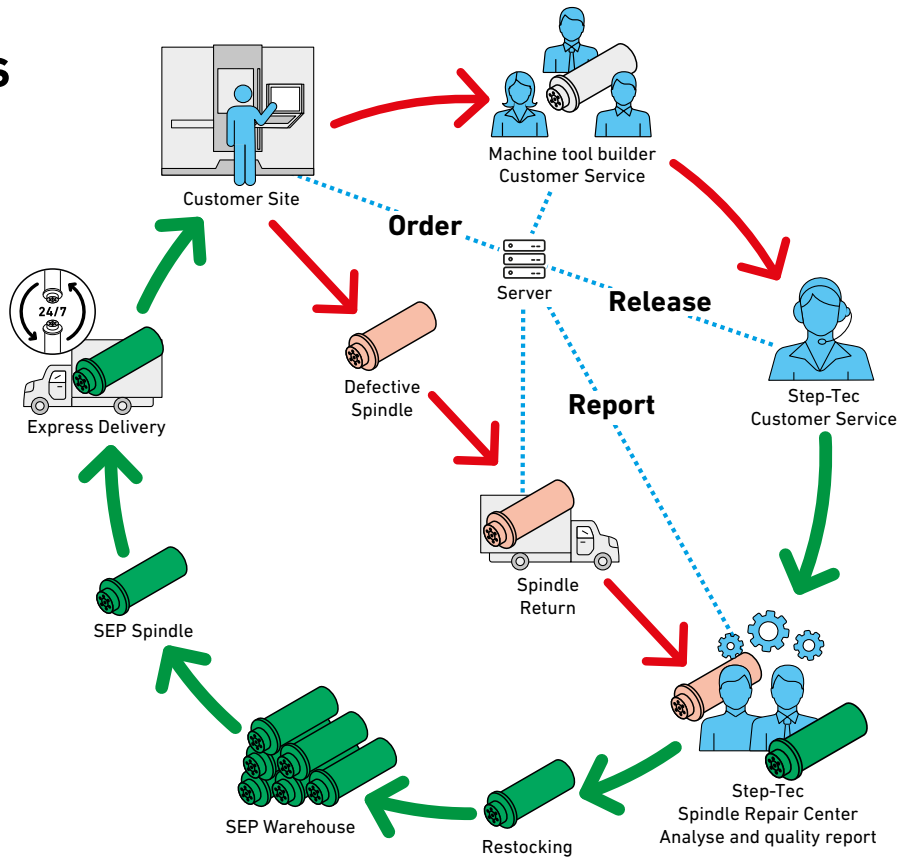 s
Machine tool builder
Customer Service
Customer Site
Order
Server
Release
24/7
Express Delivery
Defective
Spindle
Step-Tec
Customer Service
Report
Spindle
Return
SEP Spindle
SEP Warehouse
Restocking
Step-Tec
Spindle Repair Center
Analyse and quality report